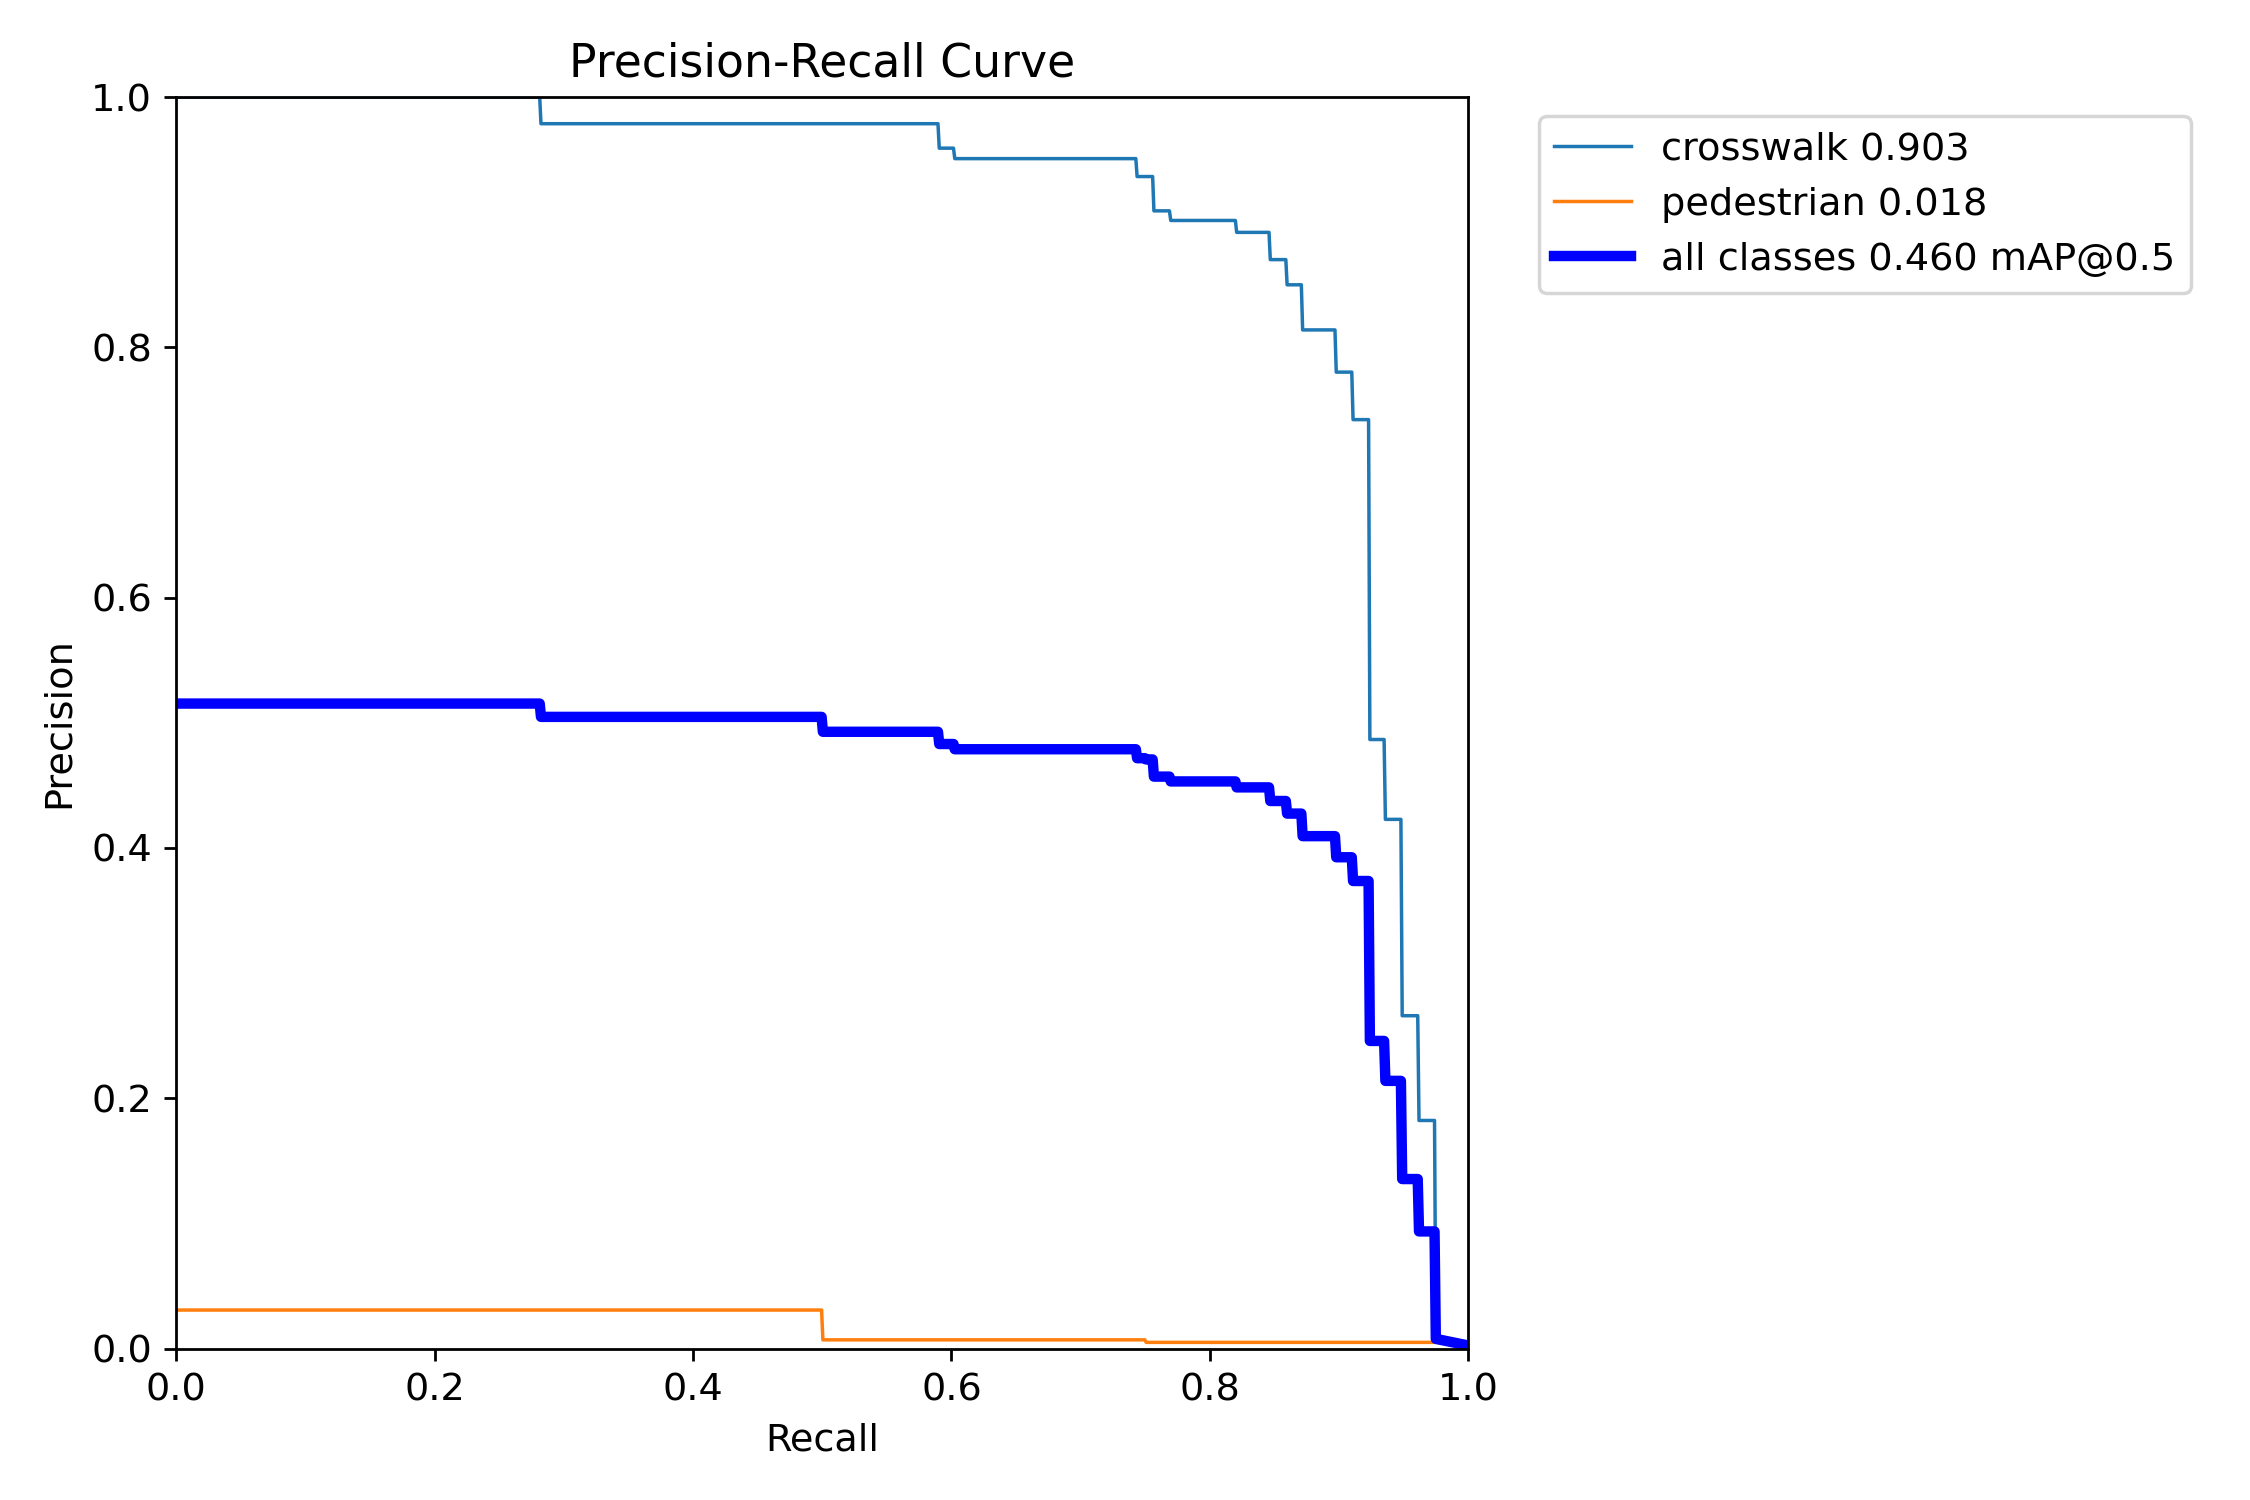 Precision-Recall Curve
1.0
0.8
0.6
0.4
0.2
0.0
Precision
0.0 0.2 0.4 0.6 0.8 1.0
Recall
crosswalk 0.903
pedestrian 0.018
all classes 0.460 mAP@0.5